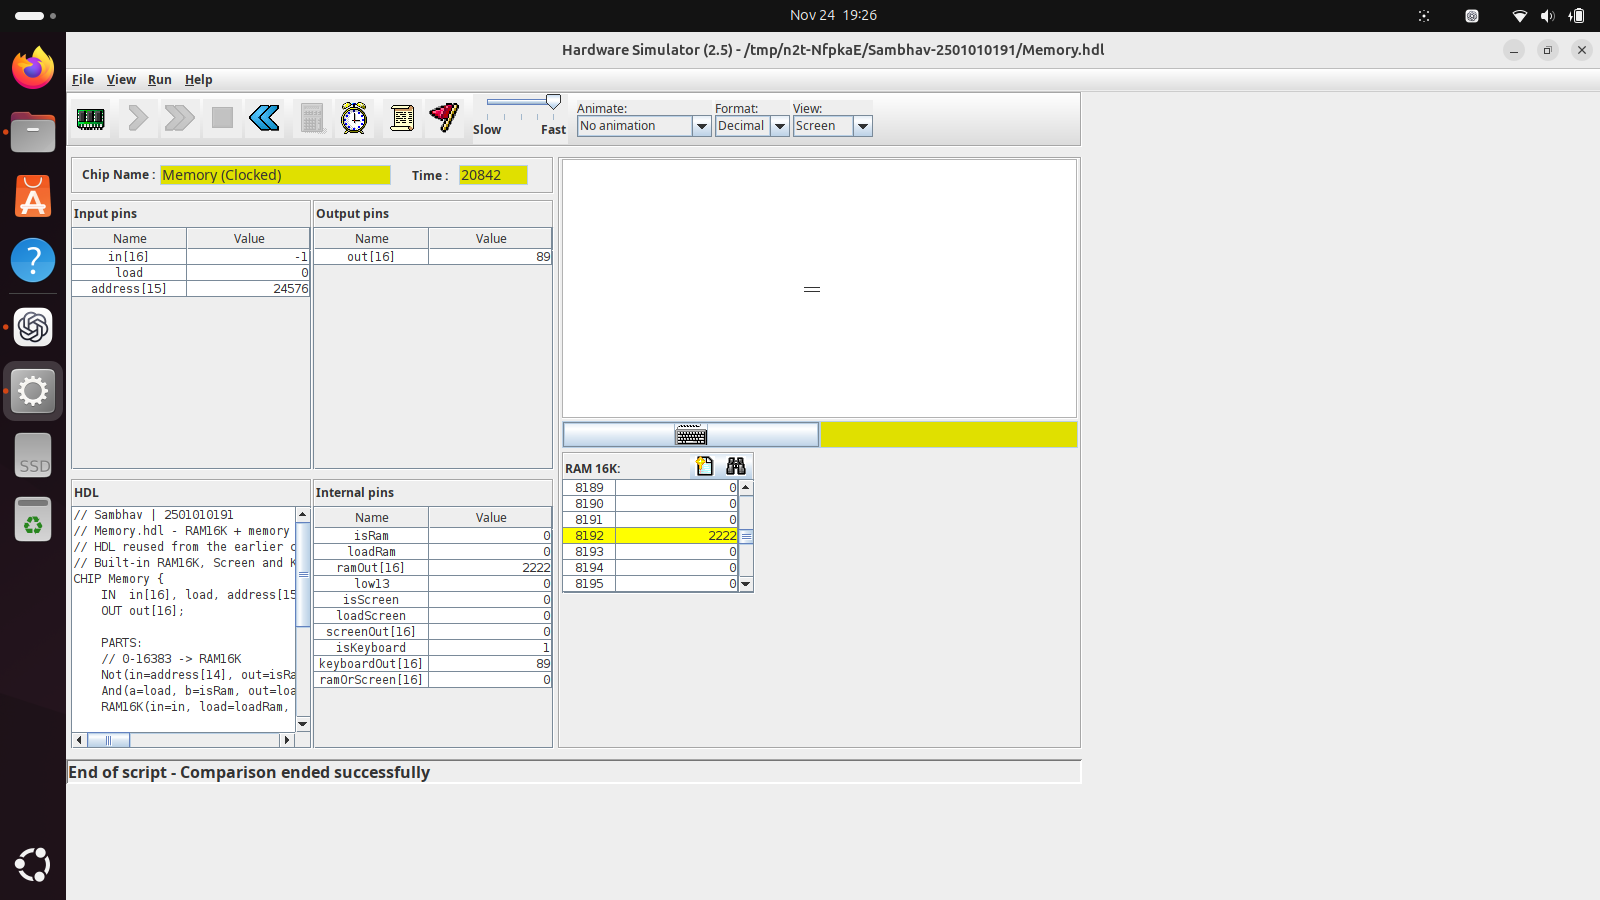 Nov 24 19:26
Hardware Simulator (2.5) - /tmp/n2t-NfpkaE/Sambhav-2501010191/Memory.hdl
File View Run Help
Slow Fast
Animate:
No animation
Format:
Decimal
View:
Screen
Chip Name : Memory (Clocked) Time : 20842
Input pins
Name Value
in[16] -1
load 0
address[15] 24576
Output pins
Name Value
out[16] 89
HDL
// Sambhav | 2501010191
// Memory.hdl - RAM16K + memory
// HDL reused from the earlier
// Built-in RAM16K, Screen and
CHIP Memory {
IN in[16], load, address[15
OUT out[16];
PARTS:
// 0-16383 -> RAM16K
Not(in=address[14], out=isRa
And(a=load, b=isRam, out=loa
RAM16K(in=in, load=loadRam,
Internal pins
Name Value
isRam 0
loadRam 0
ramOut[16] 2222
low13 0
isScreen 0
loadScreen 0
screenOut[16] 0
isKeyboard 1
keyboardOut[16] 89
ramOrScreen[16] 0
RAM 16K:
8189 0
8190 0
8191 0
8192 2222
8193 0
8194 0
8195 0
End of script - Comparison ended successfully
SSD